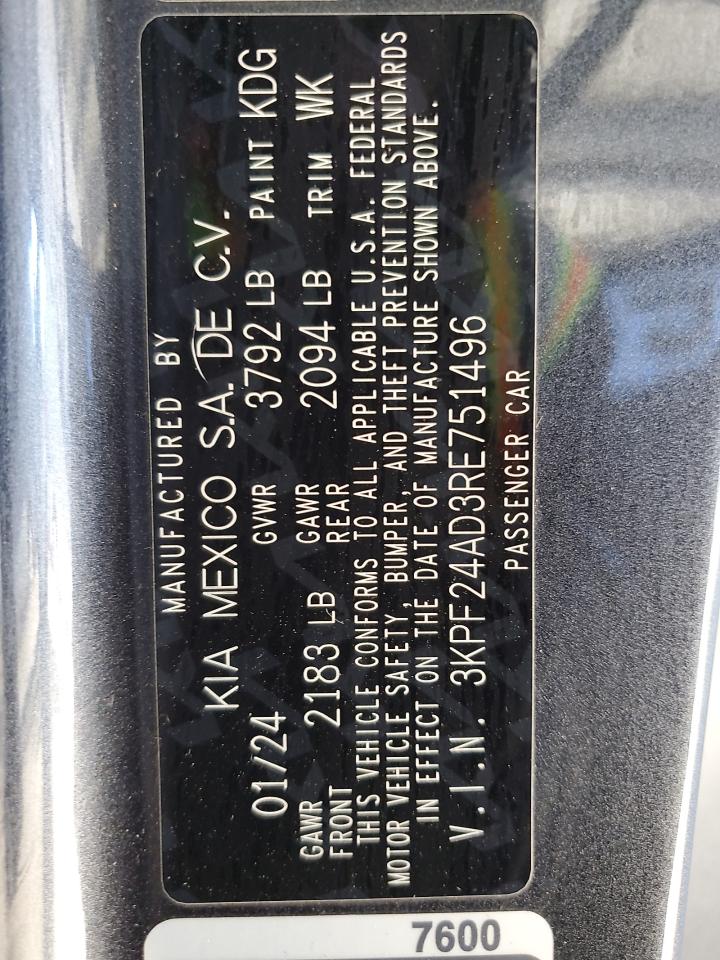 MANUFACTURED BY
KIA MEXICO S.A. DE C.V.
01/24 GVWR 3792 LB PAINT KDG
GAWR FRONT 2183 LB GAWR REAR 2094 LB TRIM WK
THIS VEHICLE CONFORMS TO ALL APPLICABLE U.S.A. FEDERAL
MOTOR VEHICLE SAFETY, BUMPER, AND THEFT PREVENTION STANDARDS
IN EFFECT ON THE DATE OF MANUFACTURE SHOWN ABOVE.
V.I.N. 3KPF24AD3RE751496
PASSENGER CAR
7600